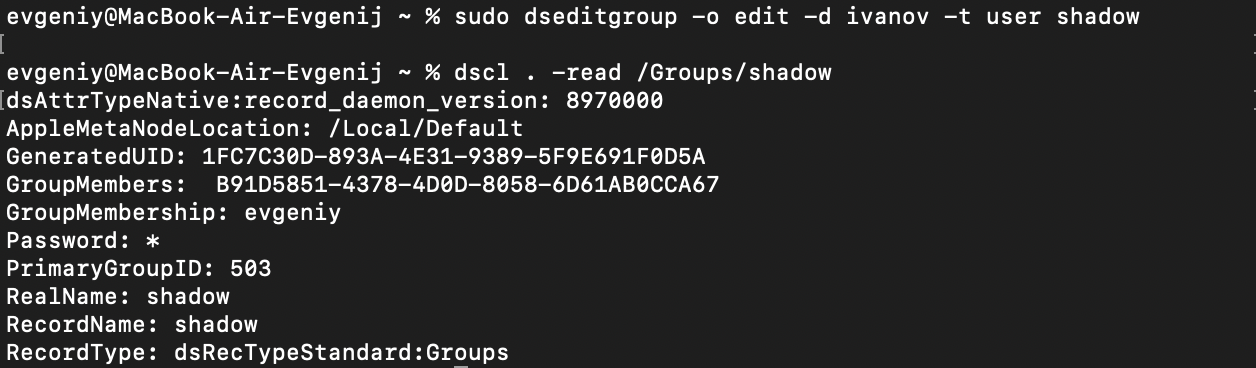 evgeniy@MacBook-Air-Evgenij ~ % sudo dseditgroup -o edit -d ivanov -t user shadow
evgeniy@MacBook-Air-Evgenij ~ % dscl . -read /Groups/shadow
dsAttrTypeNative:record_daemon_version: 8970000
AppleMetaNodeLocation: /Local/Default
GeneratedUID: 1FC7C30D-893A-4E31-9389-5F9E691F0D5A
GroupMembers:  B91D5851-4378-4D0D-8058-6D61AB0CCA67
GroupMembership: evgeniy
Password: *
PrimaryGroupID: 503
RealName: shadow
RecordName: shadow
RecordType: dsRecTypeStandard:Groups